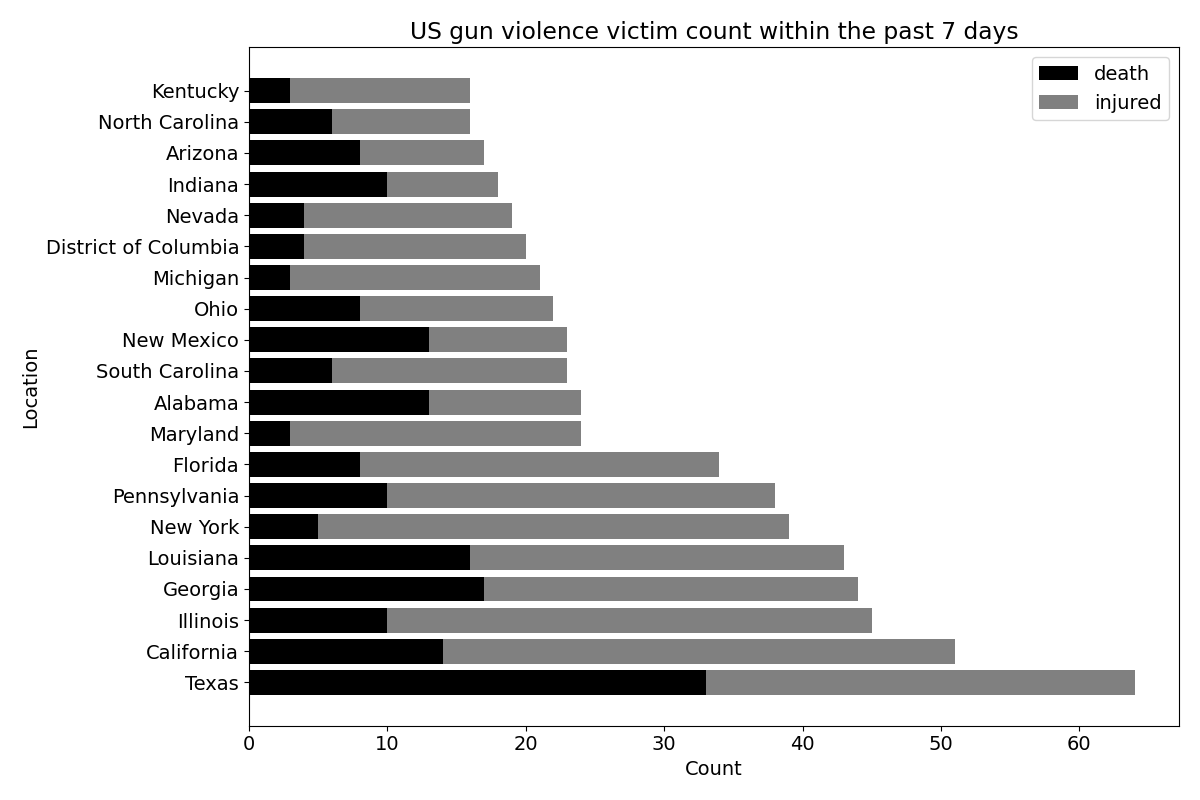 US gun violence victim count within the past 7 days
death
injured
Kentucky
North Carolina
Arizona
Indiana
Nevada
District of Columbia
Michigan
Ohio
New Mexico
South Carolina
Alabama
Maryland
Florida
Pennsylvania
New York
Louisiana
Georgia
Illinois
California
Texas
Location
0 10 20 30 40 50 60
Count